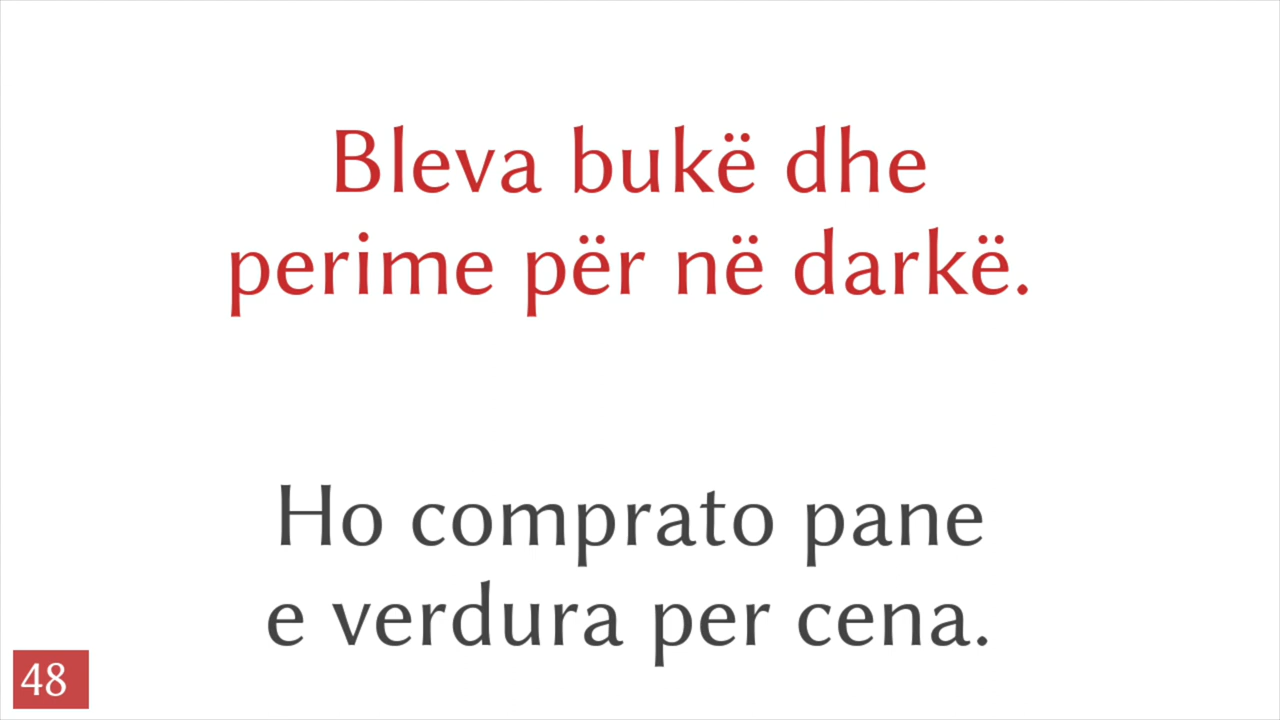 Bleva bukë dhe
perime për në darkë.
Ho comprato pane
e verdura per cena.
48